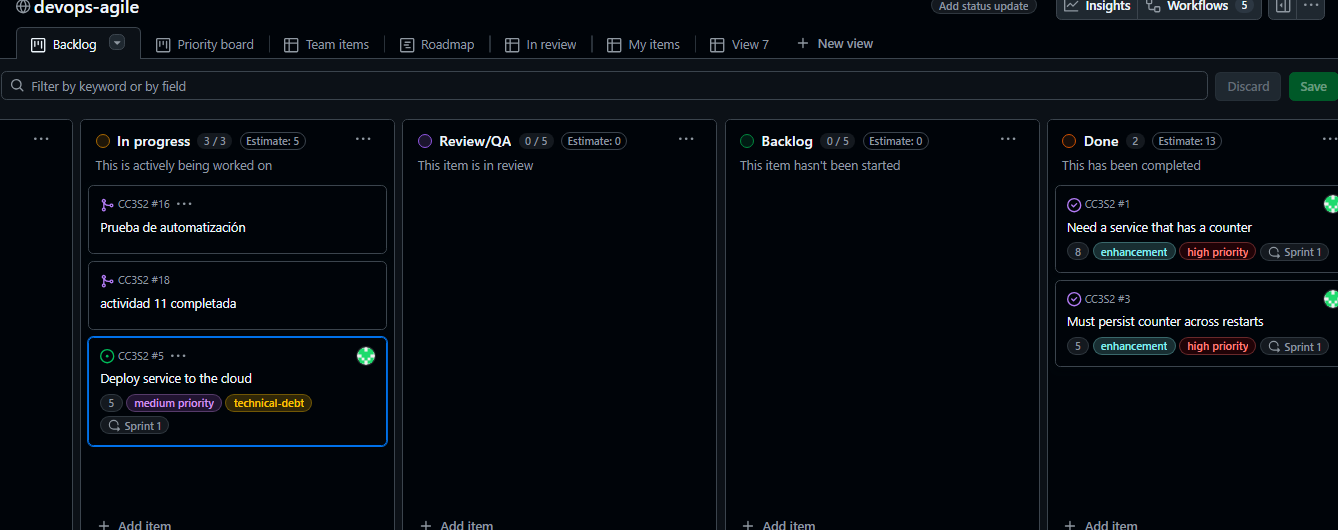 devops-agile
Add status update
Insights
Workflows 5
Backlog
Priority board
Team items
Roadmap
In review
My items
View 7
+ New view
Filter by keyword or by field
Discard
Save
In progress 3 / 3 Estimate: 5
This is actively being worked on
CC3S2 #16
Prueba de automatización
CC3S2 #18
actividad 11 completada
CC3S2 #5
Deploy service to the cloud
5 medium priority technical-debt
Sprint 1
+ Add item
Review/QA 0 / 5 Estimate: 0
This item is in review
+ Add item
Backlog 0 / 5 Estimate: 0
This item hasn't been started
+ Add item
Done 2 Estimate: 13
This has been completed
CC3S2 #1
Need a service that has a counter
8 enhancement high priority Sprint 1
CC3S2 #3
Must persist counter across restarts
5 enhancement high priority Sprint 1
+ Add item